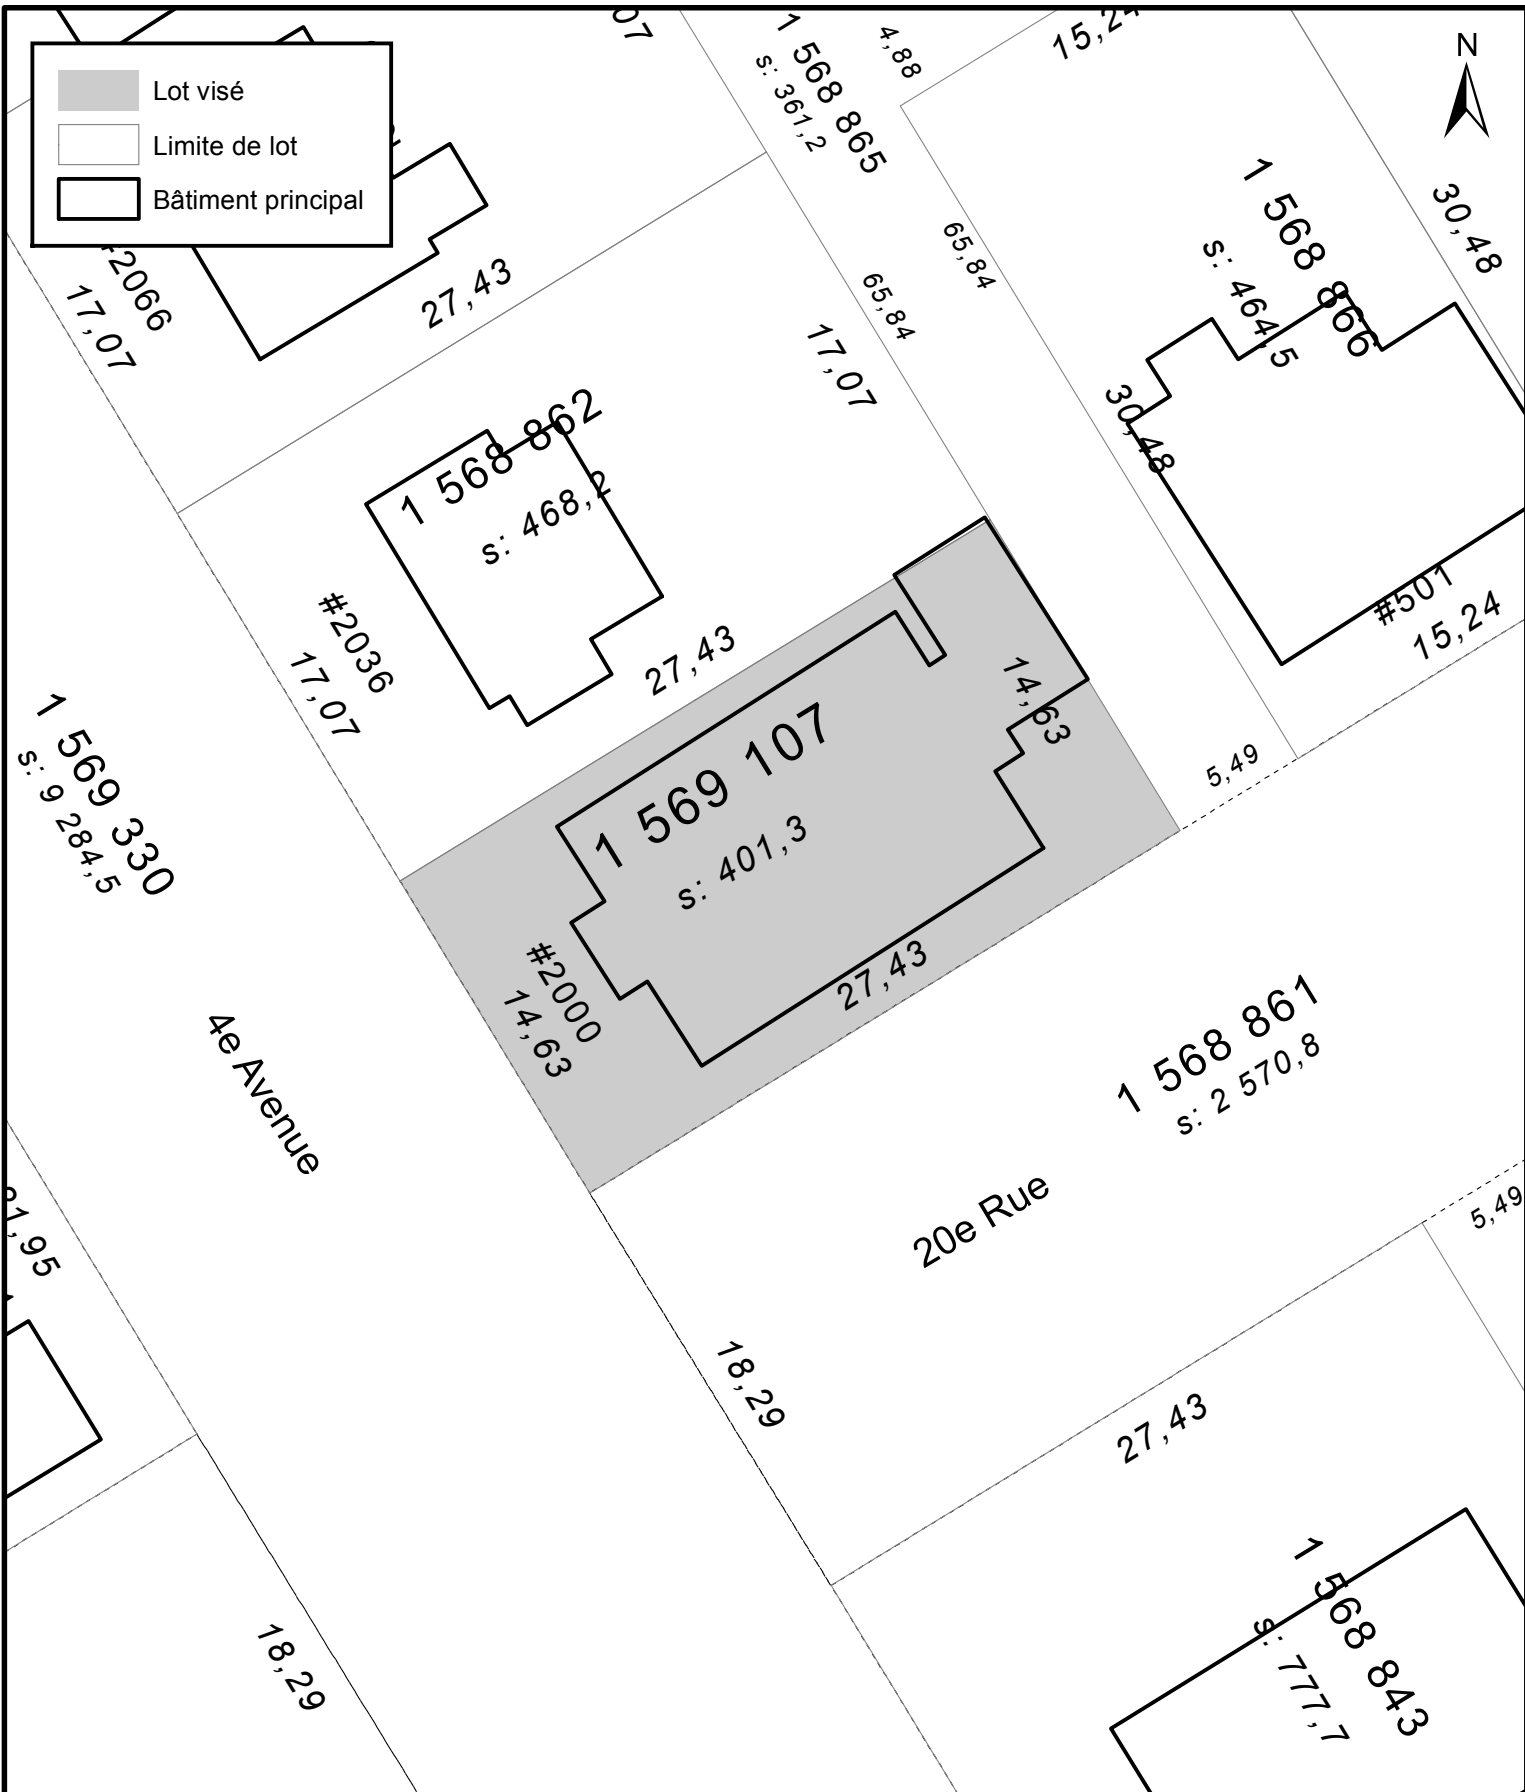 Lot visé
Limite de lot
Bâtiment principal
N
07
1 568 865
s: 361,2
4,88
15,24
1 568 866
s: 464,5
30,48
65,84
65,84
17,07
30,48
#501
15,24
17,07
27,43
1 568 862
s: 468,2
#2036
17,07
27,43
1 569 330
s: 9 284,5
1 569 107
s: 401,3
14,63
5,49
#2000
14,63
27,43
4e Avenue
1 568 861
s: 2 570,8
20e Rue
5,49
18,29
27,43
18,29
1 568 843
s: 777,7